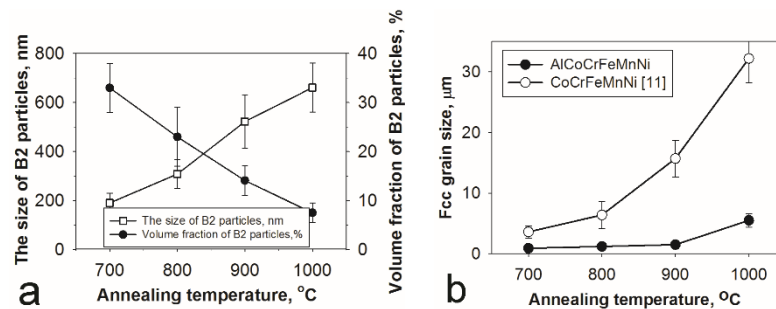 The size of B2 particles, nm
800
600
400
200
0
700 800 900 1000
Annealing temperature, °C
40
30
20
10
0
Volume fraction of B2 particles, %
The size of B2 particles, nm
Volume fraction of B2 particles,%
a
Fcc grain size, μm
30
20
10
0
700 800 900 1000
Annealing temperature, ºC
AlCoCrFeMnNi
CoCrFeMnNi [11]
b